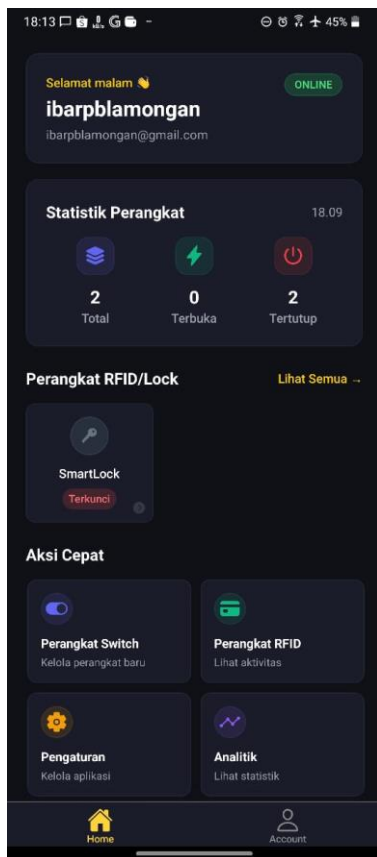 18:13
45%
Selamat malam 👋
ONLINE
ibarpblamongan
ibarpblamongan@gmail.com
Statistik Perangkat
18.09
2
0
2
Total
Terbuka
Tertutup
Perangkat RFID/Lock
Lihat Semua →
SmartLock
Terkunci
Aksi Cepat
Perangkat Switch
Perangkat RFID
Kelola perangkat baru
Lihat aktivitas
Pengaturan
Analitik
Kelola aplikasi
Lihat statistik
Home
Account